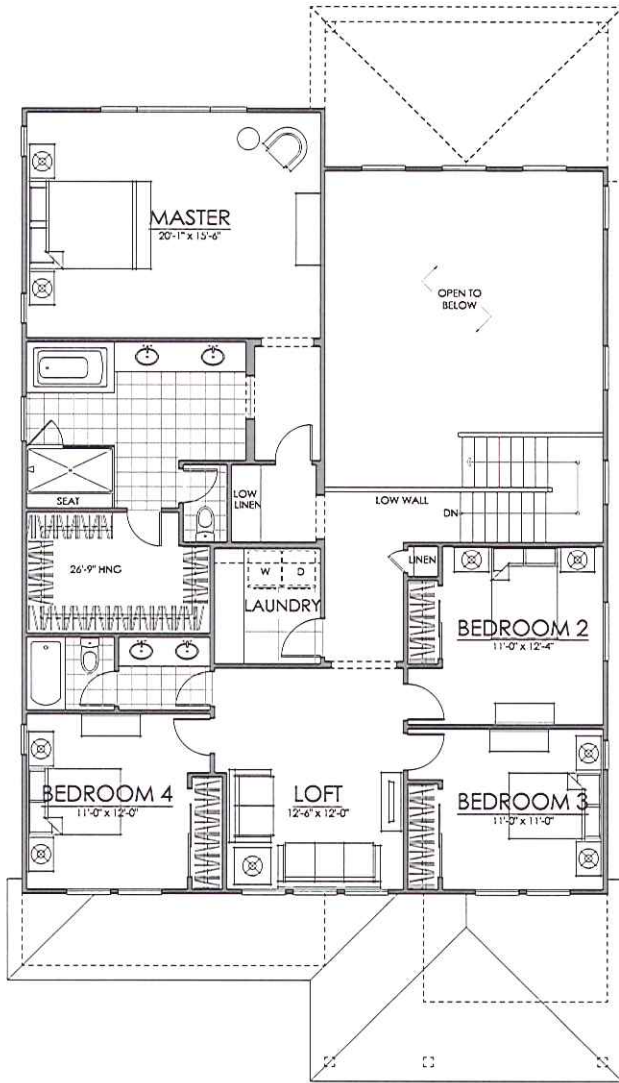 MASTER
20'-1" x 15'-6"
OPEN TO
BELOW
SEAT
LOW
LINEN
LOW WALL
DN
26'-9" HNG
W D
LINEN
LAUNDRY
BEDROOM 2
11'-0" x 12'-4"
BEDROOM 4
11'-0" x 12'-0"
LOFT
12'-6" x 12'-0"
BEDROOM 3
11'-0" x 11'-0"